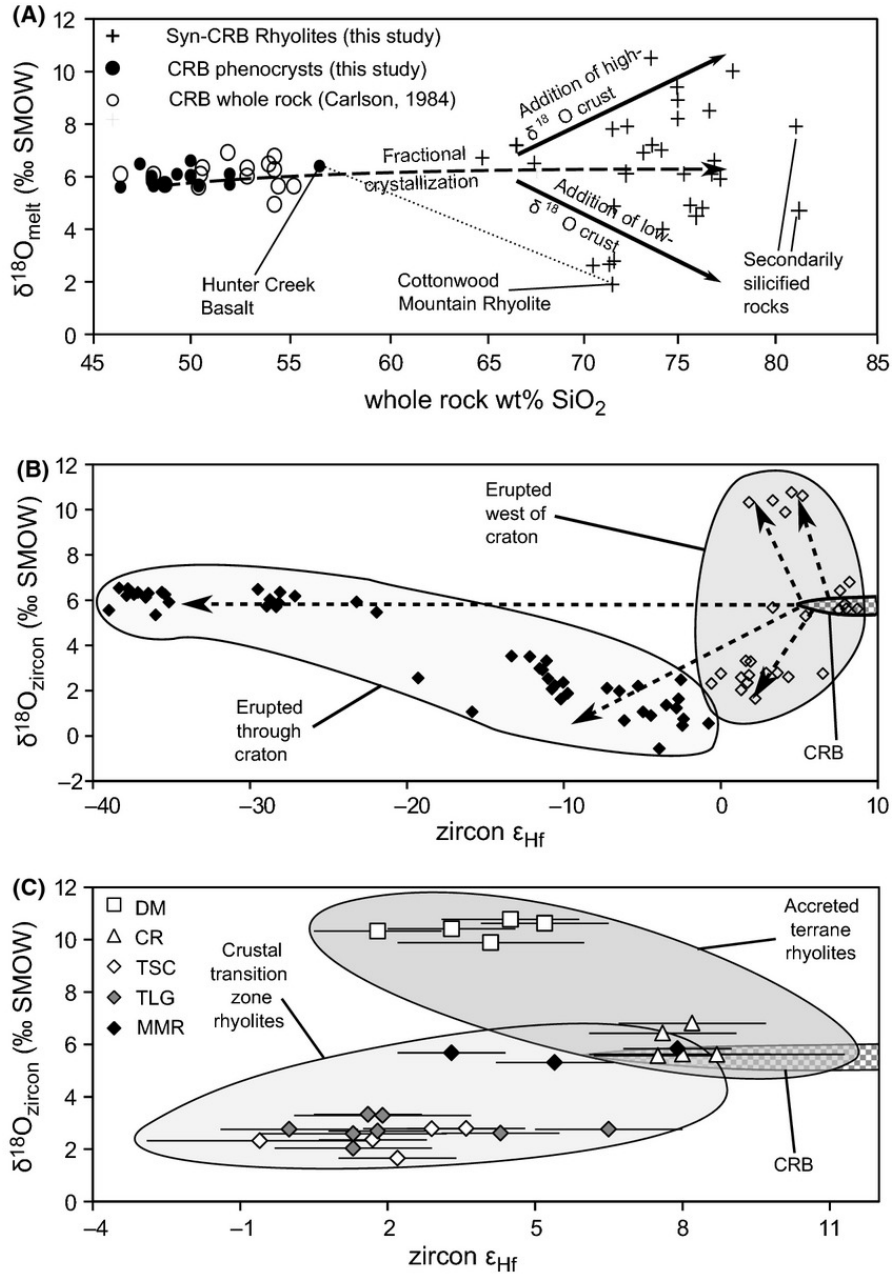 (A)
+ Syn-CRB Rhyolites (this study)
CRB phenocrysts (this study)
CRB whole rock (Carlson, 1984)
δ¹⁸Omelt (‰ SMOW)
12
10
8
6
4
2
0
Addition of high-
δ¹⁸O crust
Fractional
crystallization
Addition of low-
δ¹⁸O crust
Hunter Creek
Basalt
Cottonwood
Mountain Rhyolite
Secondarily
silicified
rocks
45 50 55 60 65 70 75 80 85
whole rock wt% SiO₂
(B)
δ¹⁸Ozircon (‰ SMOW)
12
10
8
6
4
2
0
−2
Erupted
west of
craton
Erupted
through
craton
CRB
−40 −30 −20 −10 0 10
zircon εHf
(C)
δ¹⁸Ozircon (‰ SMOW)
12
10
8
6
4
2
0
DM
CR
TSC
TLG
MMR
Crustal
transition
zone
rhyolites
Accreted
terrane
rhyolites
CRB
−4 −1 2 5 8 11
zircon εHf